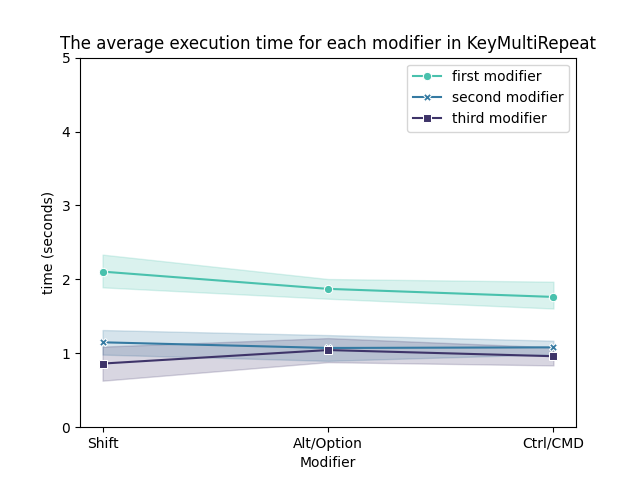 The average execution time for each modifier in KeyMultiRepeat
5
first modifier
second modifier
third modifier
4
3
2
1
0
time (seconds)
Shift
Alt/Option
Ctrl/CMD
Modifier